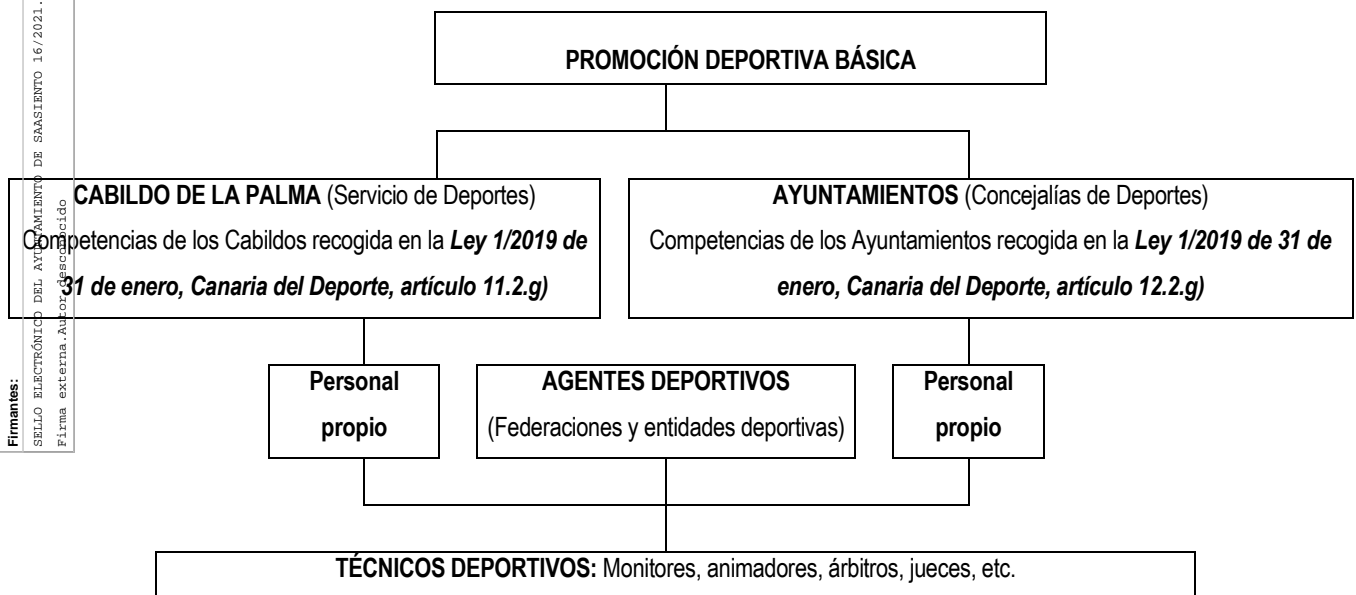 PROMOCIÓN DEPORTIVA BÁSICA
CABILDO DE LA PALMA (Servicio de Deportes)
Competencias de los Cabildos recogida en la Ley 1/2019 de
31 de enero, Canaria del Deporte, artículo 11.2.g)
AYUNTAMIENTOS (Concejalías de Deportes)
Competencias de los Ayuntamientos recogida en la Ley 1/2019 de 31 de
enero, Canaria del Deporte, artículo 12.2.g)
Personal
propio
AGENTES DEPORTIVOS
(Federaciones y entidades deportivas)
Personal
propio
TÉCNICOS DEPORTIVOS: Monitores, animadores, árbitros, jueces, etc.
Firmantes:
SELLO ELECTRÓNICO DEL AYUNTAMIENTO DE SAASIENTO 16/2021.
Firma externa.Autor desconocido